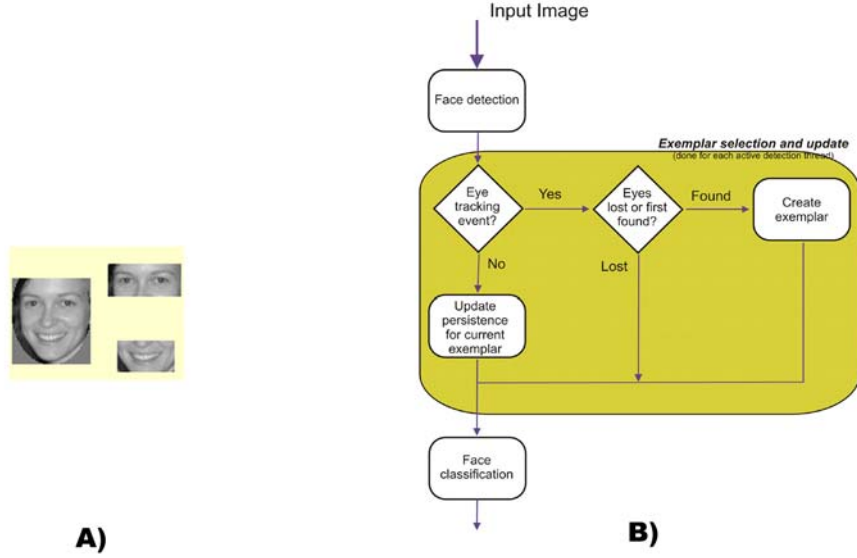 Input Image
Face detection
Exemplar selection and update
(done for each active detection thread)
Eye
tracking
event?
Yes
Eyes
lost or first
found?
Found
Create
exemplar
No
Lost
Update
persistence
for current
exemplar
Face
classification
A)
B)